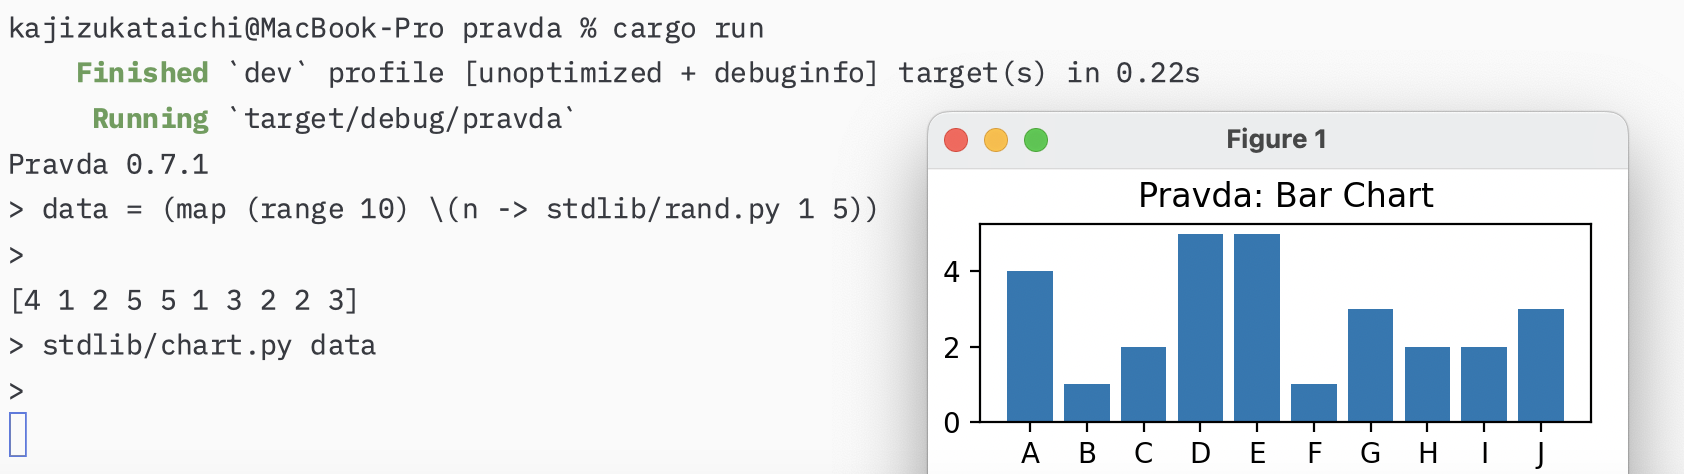 kajizukataichi@MacBook-Pro pravda % cargo run
Finished `dev` profile [unoptimized + debuginfo] target(s) in 0.22s
Running `target/debug/pravda`
Pravda 0.7.1
> data = (map (range 10) \(n -> stdlib/rand.py 1 5))
>
[4 1 2 5 5 1 3 2 2 3]
> stdlib/chart.py data
>
Figure 1
Pravda: Bar Chart
4
2
0
A B C D E F G H I J